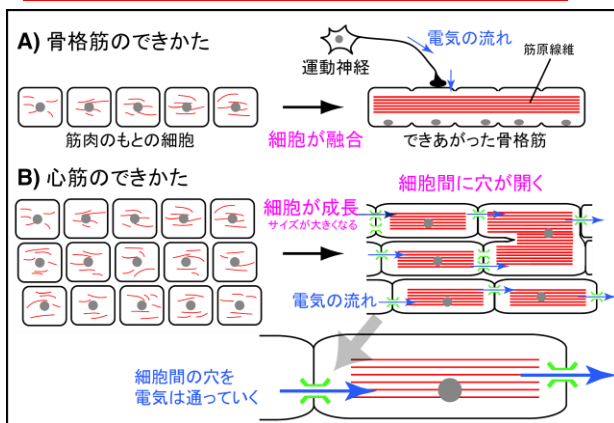 A) 骨格筋のできかた
電気の流れ
運動神経
筋原線維
筋肉のもとの細胞
細胞が融合
できあがった骨格筋
B) 心筋のできかた
細胞間に穴が開く
細胞が成長
サイズが大きくなる
電気の流れ
細胞間の穴を
電気は通っていく